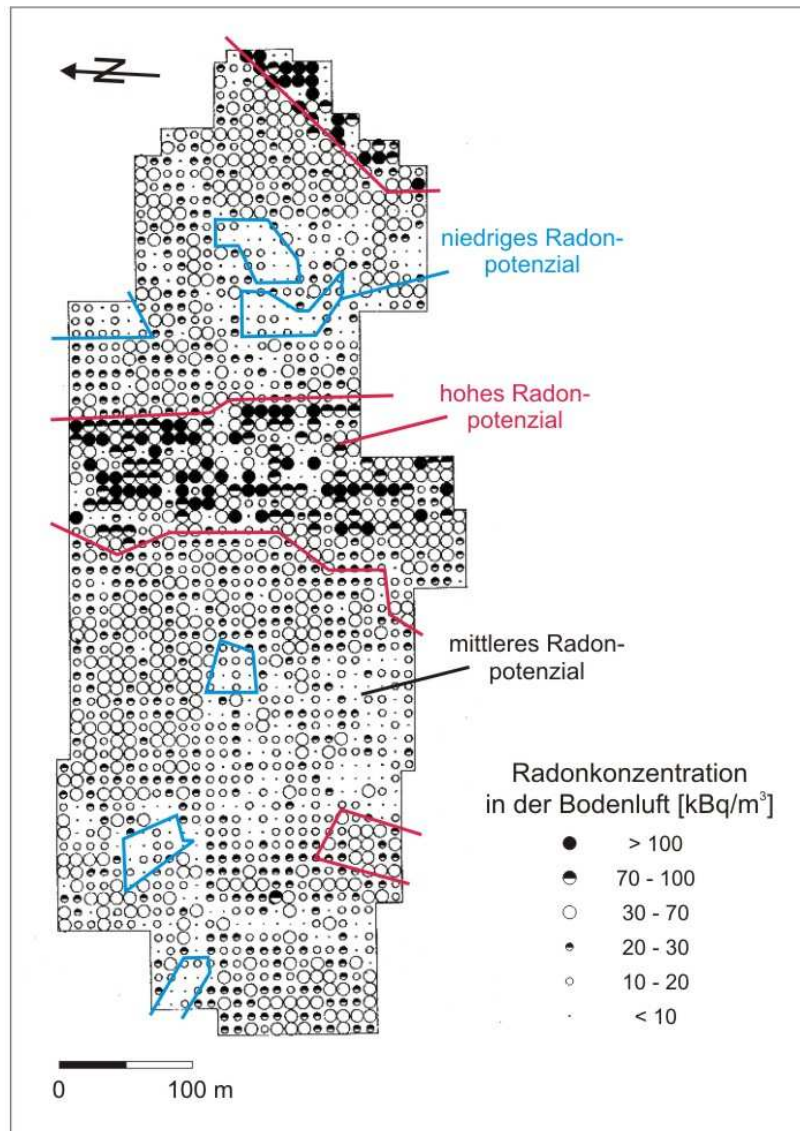 N
niedriges Radon-
potenzial
hohes Radon-
potenzial
mittleres Radon-
potenzial
Radonkonzentration
in der Bodenluft [kBq/m³]
> 100
70 - 100
30 - 70
20 - 30
10 - 20
< 10
0 100 m